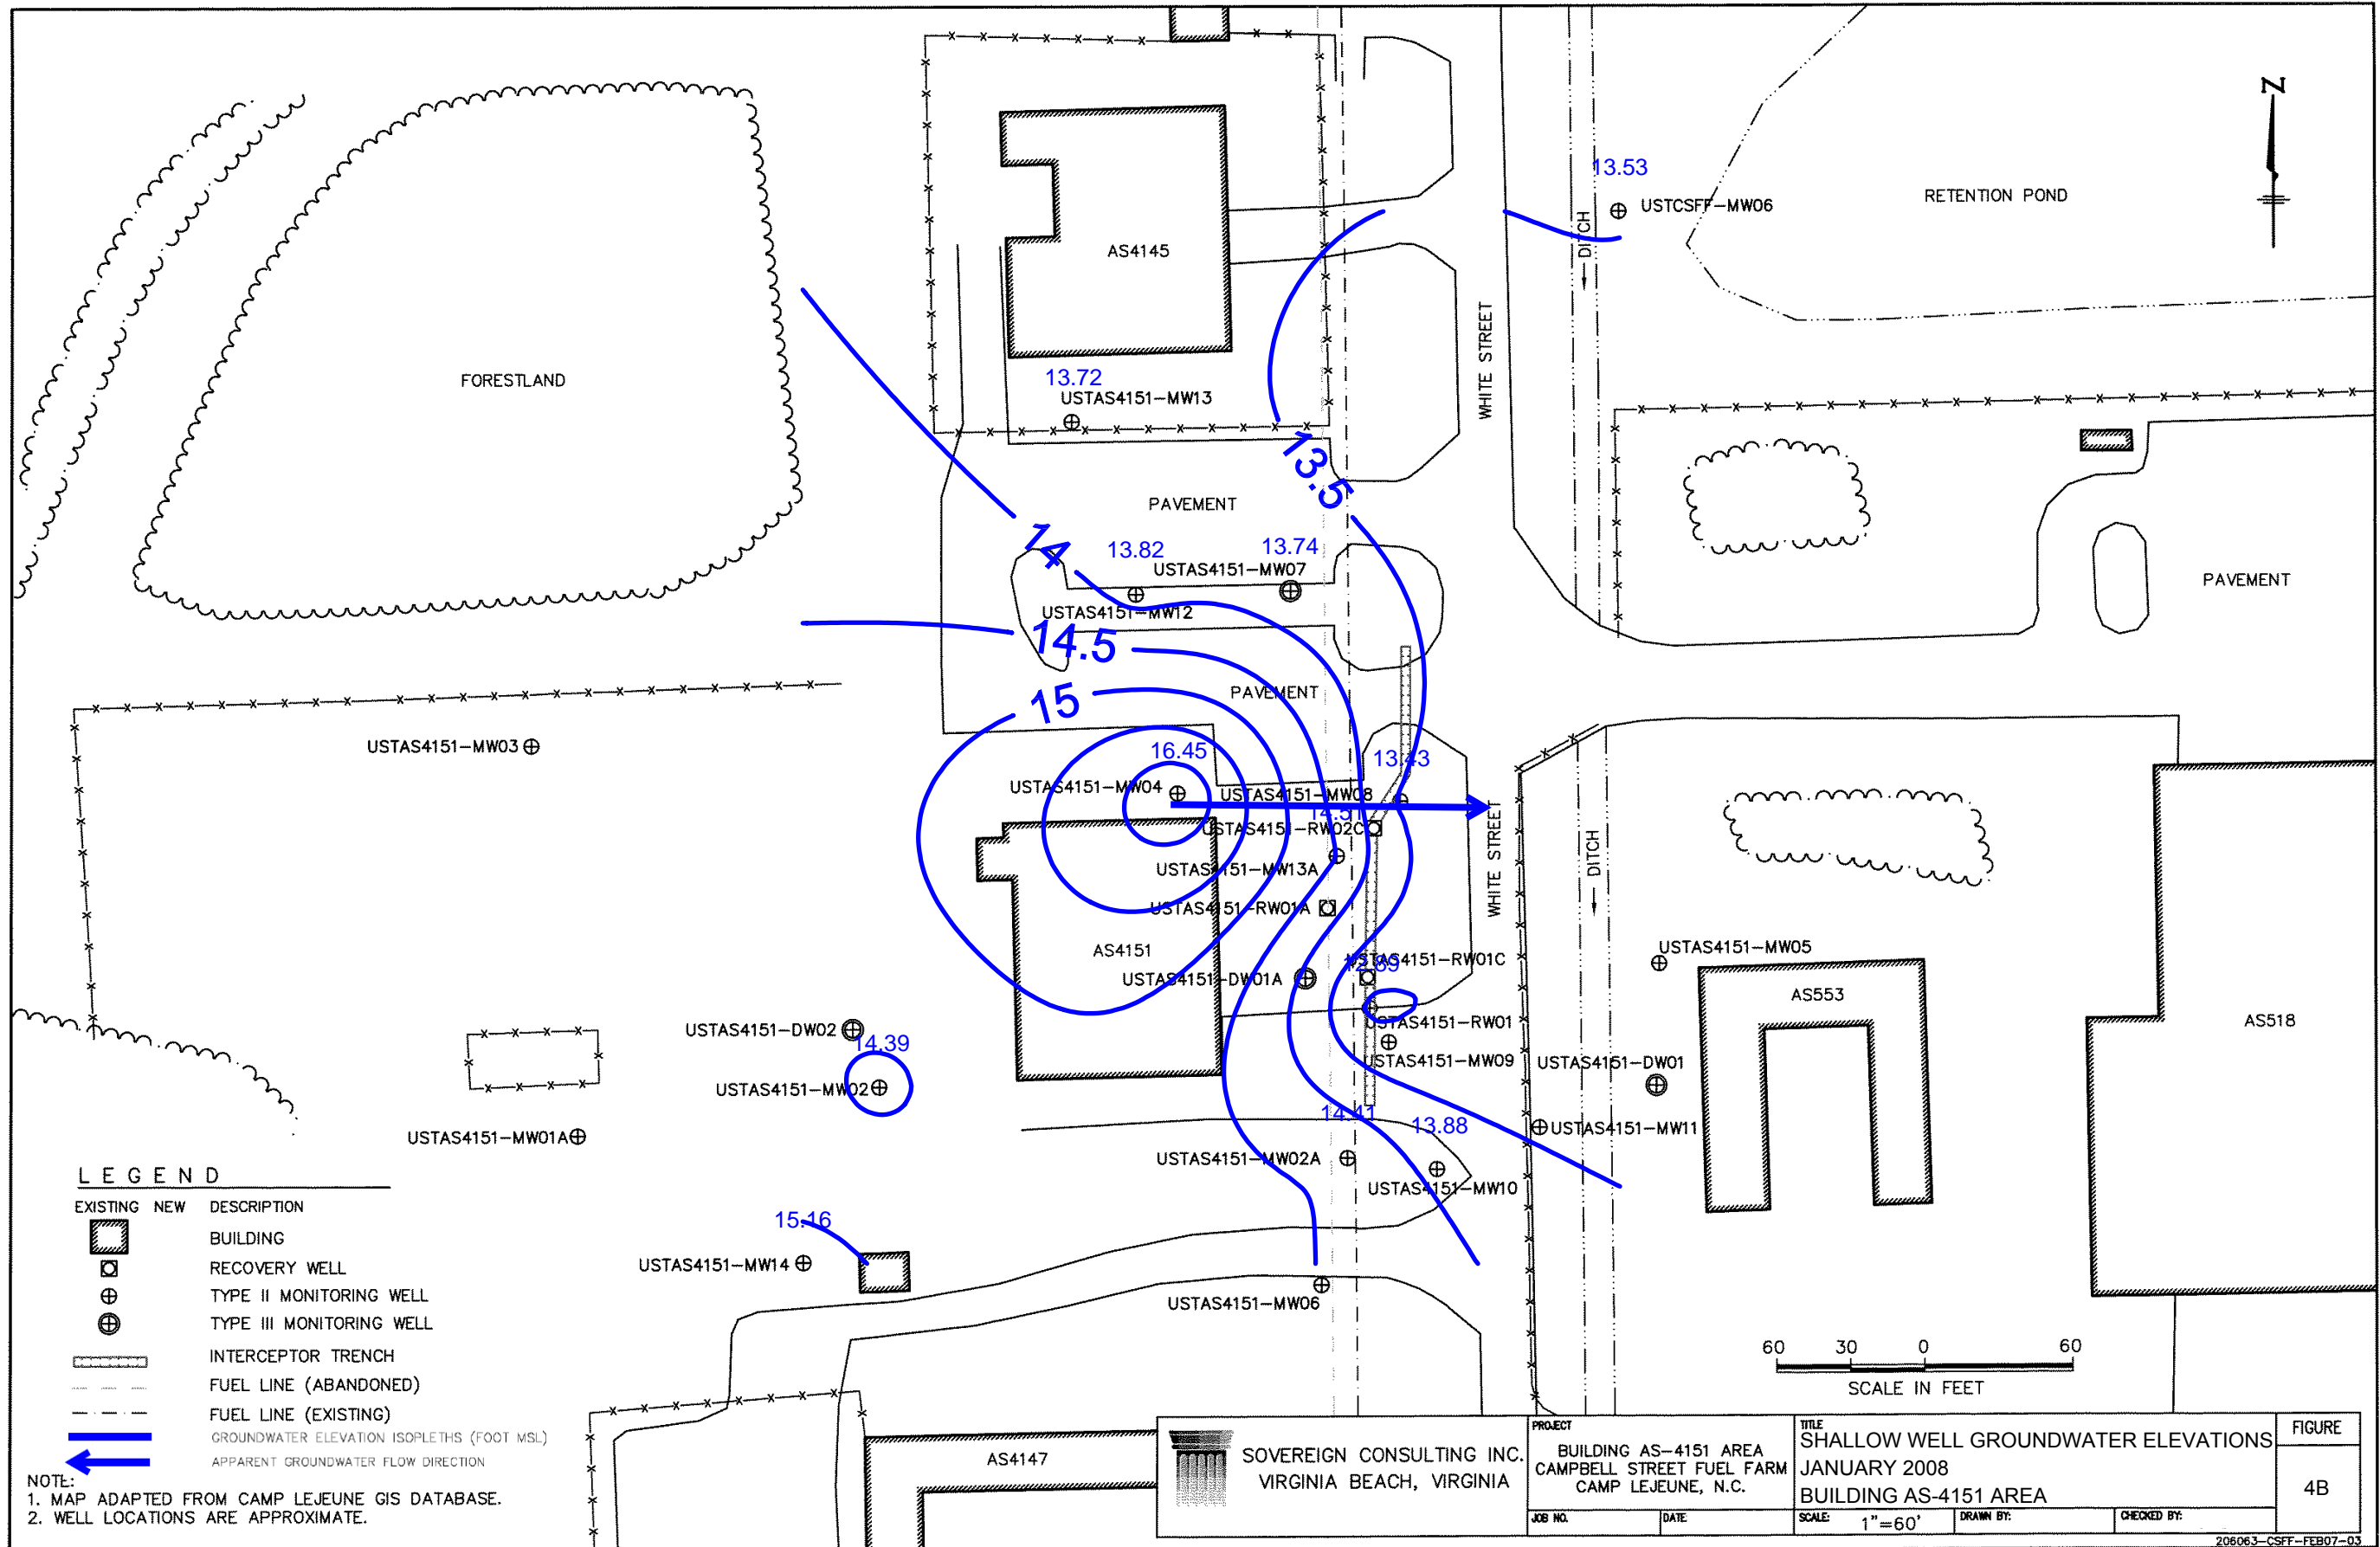 N
13.53
USTCSFF-MW06
RETENTION POND
DITCH
AS4145
WHITE STREET
FORESTLAND
13.72
USTAS4151-MW13
13.5
PAVEMENT
14
13.82
13.74
USTAS4151-MW07
USTAS4151-MW12
PAVEMENT
14.5
PAVEMENT
15
USTAS4151-MW03
16.45
13.43
USTAS4151-MW04
USTAS4151-MW08
14.51
USTAS4151-RW02C
WHITE STREET
DITCH
USTAS4151-MW13A
USTAS4151-RW01A
AS4151
USTAS4151-MW05
USTAS4151-RW01C
12.89
USTAS4151-DW01A
AS553
AS518
USTAS4151-RW01
USTAS4151-DW02
14.39
USTAS4151-MW09
USTAS4151-DW01
USTAS4151-MW02
14.41
13.88
USTAS4151-MW01A
USTAS4151-MW11
USTAS4151-MW02A
USTAS4151-MW10
15.16
USTAS4151-MW14
USTAS4151-MW06
LEGEND
EXISTING NEW DESCRIPTION
BUILDING
RECOVERY WELL
TYPE II MONITORING WELL
TYPE III MONITORING WELL
INTERCEPTOR TRENCH
FUEL LINE (ABANDONED)
FUEL LINE (EXISTING)
GROUNDWATER ELEVATION ISOPLETHS (FOOT MSL)
APPARENT GROUNDWATER FLOW DIRECTION
NOTE:
1. MAP ADAPTED FROM CAMP LEJEUNE GIS DATABASE.
2. WELL LOCATIONS ARE APPROXIMATE.
60 30 0 60
SCALE IN FEET
AS4147
SOVEREIGN CONSULTING INC.
VIRGINIA BEACH, VIRGINIA
PROJECT
BUILDING AS-4151 AREA
CAMPBELL STREET FUEL FARM
CAMP LEJEUNE, N.C.
TITLE
SHALLOW WELL GROUNDWATER ELEVATIONS
JANUARY 2008
BUILDING AS-4151 AREA
FIGURE
4B
JOB NO.
DATE
SCALE: 1"=60'
DRAWN BY:
CHECKED BY:
206063-CSFF-FEB07-03